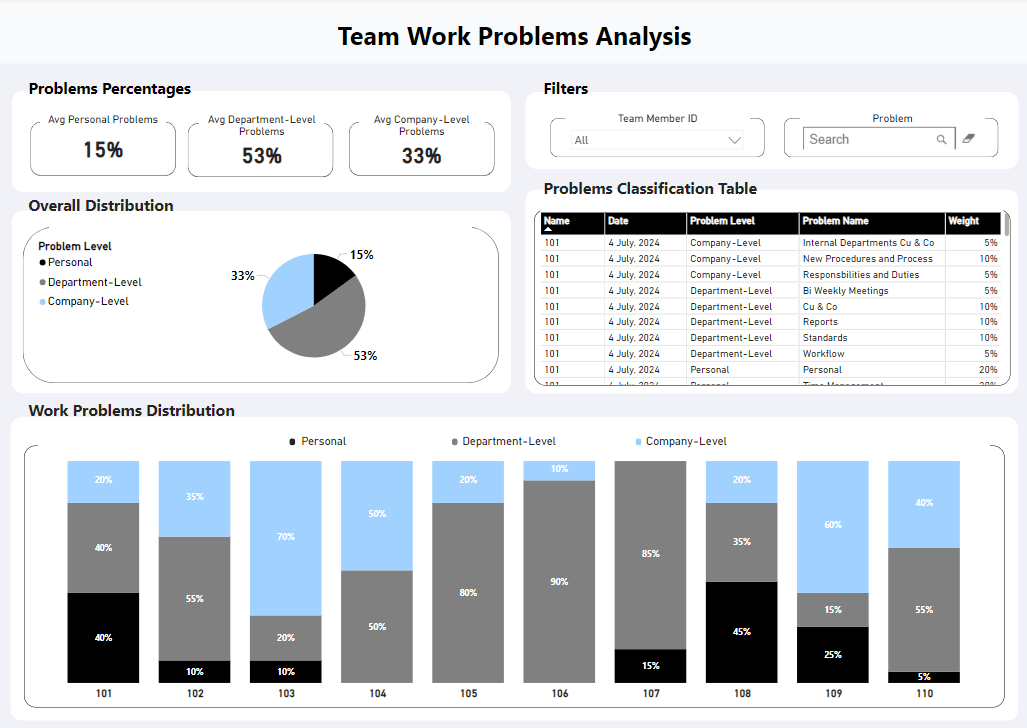 Team Work Problems Analysis
Problems Percentages
Avg Personal Problems
15%
Avg Department-Level
Problems
53%
Avg Company-Level
Problems
33%
Filters
Team Member ID
All
Problem
Search
Overall Distribution
Problem Level
Personal
Department-Level
Company-Level
15%
33%
53%
Problems Classification Table
Name Date Problem Level Problem Name Weight
101 4 July, 2024 Company-Level Internal Departments Cu & Co 5%
101 4 July, 2024 Company-Level New Procedures and Process 10%
101 4 July, 2024 Company-Level Responsbilities and Duties 5%
101 4 July, 2024 Department-Level Bi Weekly Meetings 5%
101 4 July, 2024 Department-Level Cu & Co 10%
101 4 July, 2024 Department-Level Reports 10%
101 4 July, 2024 Department-Level Standards 10%
101 4 July, 2024 Department-Level Workflow 5%
101 4 July, 2024 Personal Personal 20%
101 4 July, 2024 Personal Time Management 20%
Work Problems Distribution
Personal Department-Level Company-Level
20% 35% 70% 50% 20% 10% 85% 20% 60% 40%
40% 55% 20% 50% 80% 90% 15% 35% 15% 55%
40% 10% 10% 45% 25% 5%
101 102 103 104 105 106 107 108 109 110